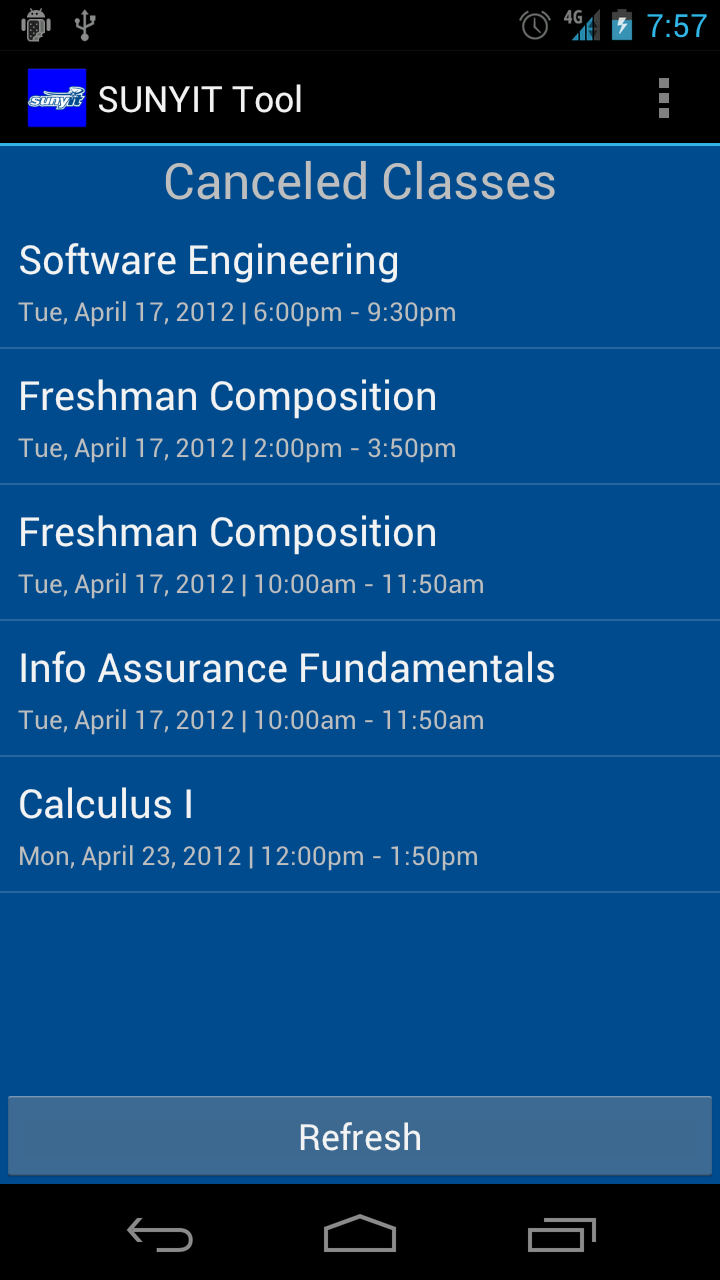 4G 7:57
sunyit SUNYIT Tool
Canceled Classes
Software Engineering
Tue, April 17, 2012 | 6:00pm - 9:30pm
Freshman Composition
Tue, April 17, 2012 | 2:00pm - 3:50pm
Freshman Composition
Tue, April 17, 2012 | 10:00am - 11:50am
Info Assurance Fundamentals
Tue, April 17, 2012 | 10:00am - 11:50am
Calculus I
Mon, April 23, 2012 | 12:00pm - 1:50pm
Refresh